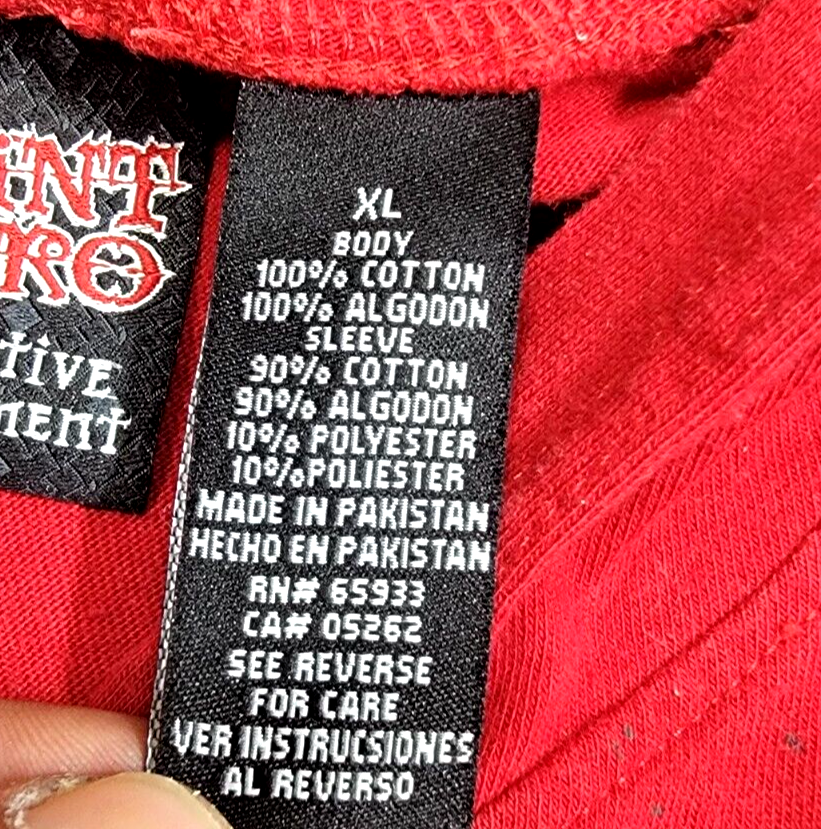 XL
BODY
100% COTTON
100% ALGODON
SLEEVE
90% COTTON
90% ALGODON
10% POLYESTER
10%POLIESTER
MADE IN PAKISTAN
HECHO EN PAKISTAN
RN# 65933
CA# 05262
SEE REVERSE
FOR CARE
VER INSTRUCSIONES
AL REVERSO